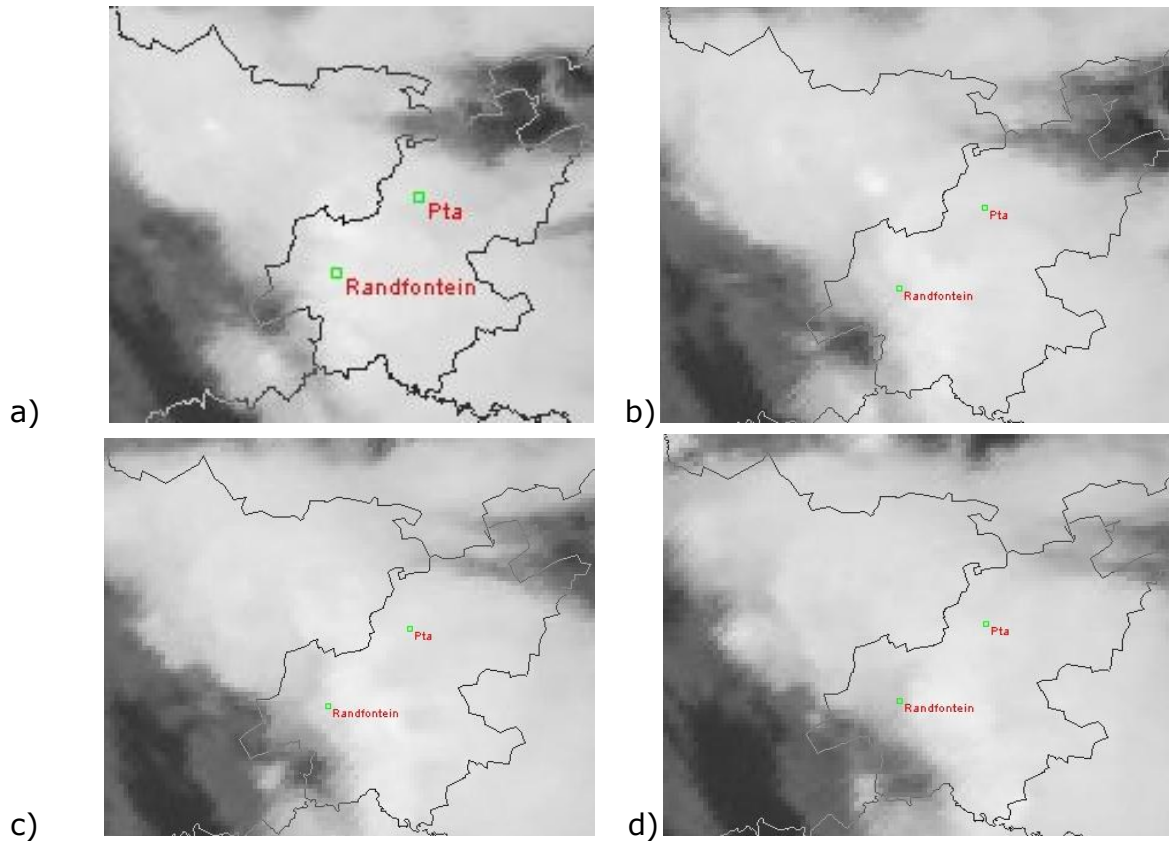 Pta
Randfontein
a)
Pta
Randfontein
b)
Pta
Randfontein
c)
Pta
Randfontein
d)